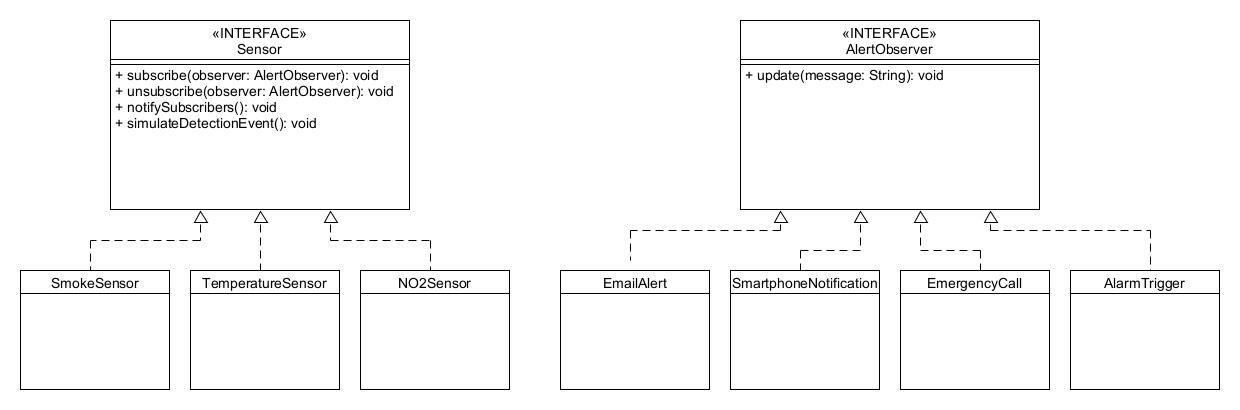 «INTERFACE»
Sensor
+ subscribe(observer: AlertObserver): void
+ unsubscribe(observer: AlertObserver): void
+ notifySubscribers(): void
+ simulateDetectionEvent(): void
«INTERFACE»
AlertObserver
+ update(message: String): void
SmokeSensor
TemperatureSensor
NO2Sensor
EmailAlert
SmartphoneNotification
EmergencyCall
AlarmTrigger